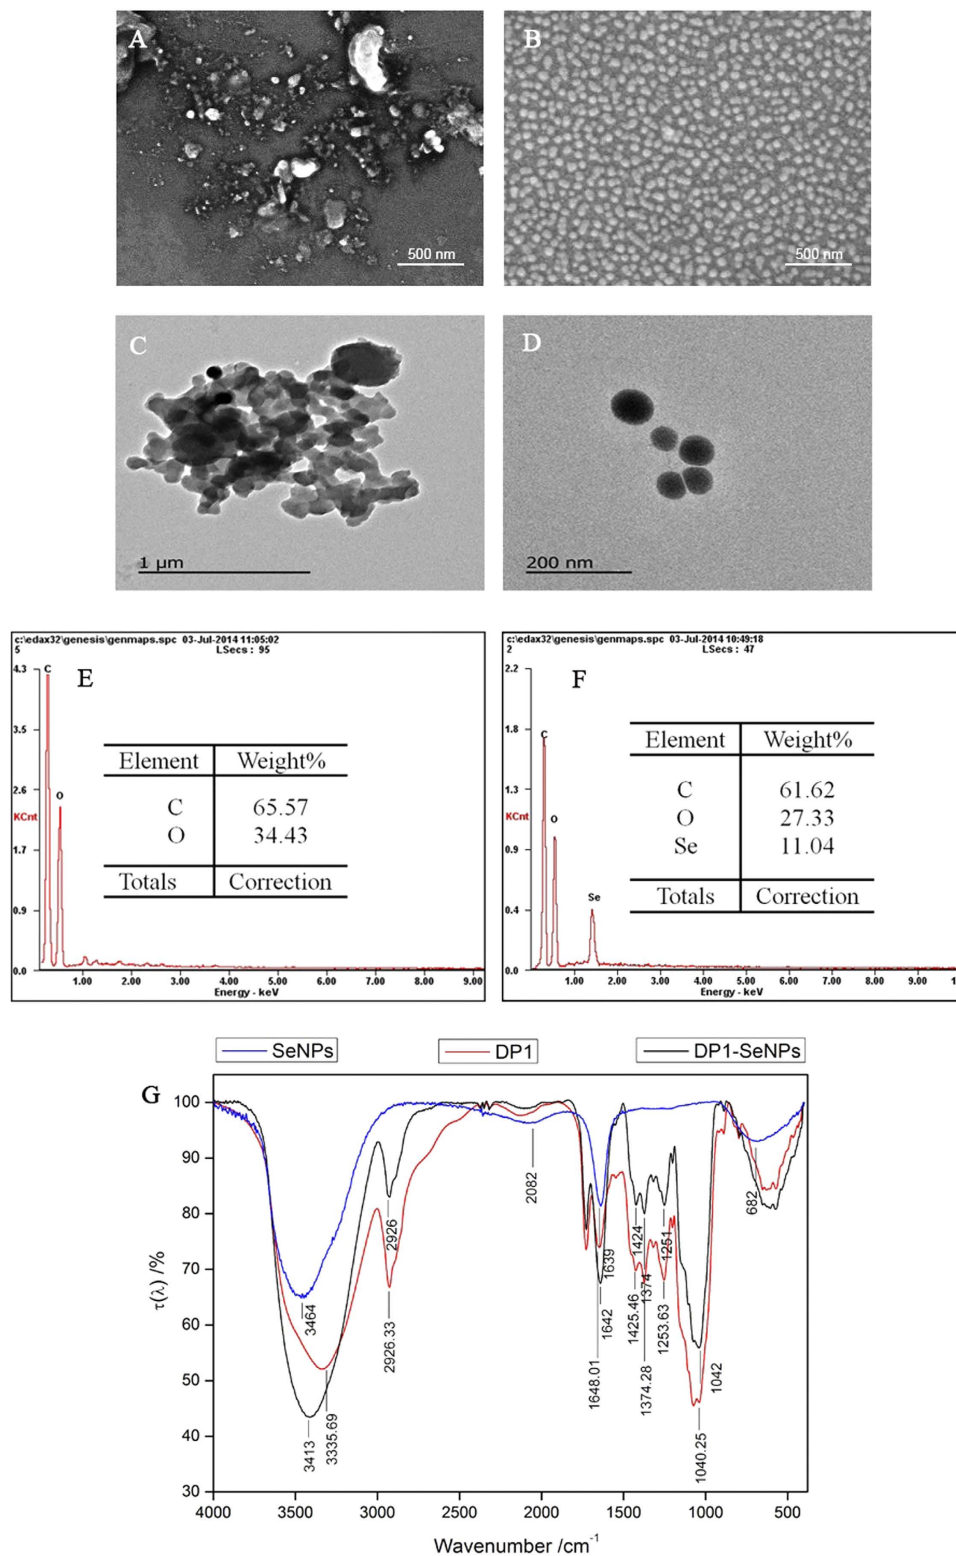 A
500 nm
B
500 nm
C
1 µm
D
200 nm
c:\edax32\genesis\genmaps.spc 03-Jul-2014 11:05:02
5 LSecs : 95
4.3
3.5
2.6
KCnt
1.7
0.9
0.0
C
O
E
Element Weight%
C 65.57
O 34.43
Totals Correction
1.00 2.00 3.00 4.00 5.00 6.00 7.00 8.00 9.00
Energy - keV
c:\edax32\genesis\genmaps.spc 03-Jul-2014 10:49:18
2 LSecs : 47
2.2
1.8
1.3
KCnt
0.9
0.4
0.0
C
O
Se
F
Element Weight%
C 61.62
O 27.33
Se 11.04
Totals Correction
1.00 2.00 3.00 4.00 5.00 6.00 7.00 8.00 9.00
Energy - keV
SeNPs DP1 DP1-SeNPs
G
100
90
80
70
60
50
40
30
τ(λ) /%
3464
3413
3335.69
2926
2926.33
2082
1648.01
1642
1639
1425.46
1424
1374.28
1374
1253.63
1251
1040.25
1042
682
4000 3500 3000 2500 2000 1500 1000 500
Wavenumber /cm⁻¹